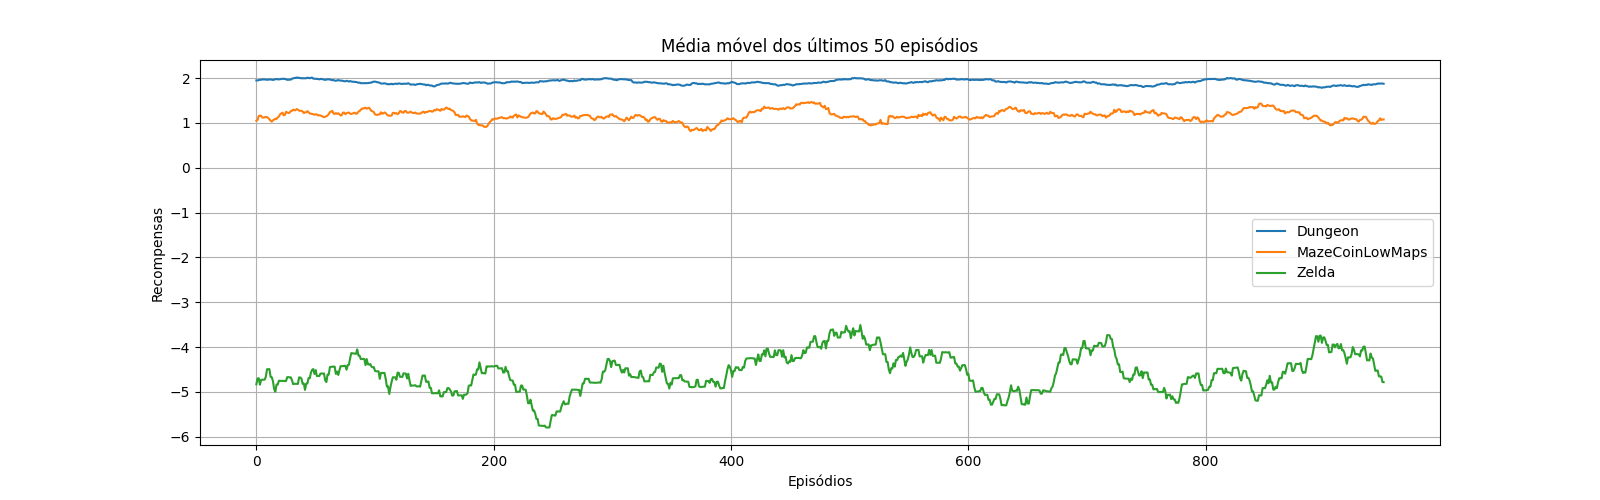 Média móvel dos últimos 50 episódios
Recompensas
2
1
0
−1
−2
−3
−4
−5
−6
Dungeon
MazeCoinLowMaps
Zelda
0 200 400 600 800
Episódios